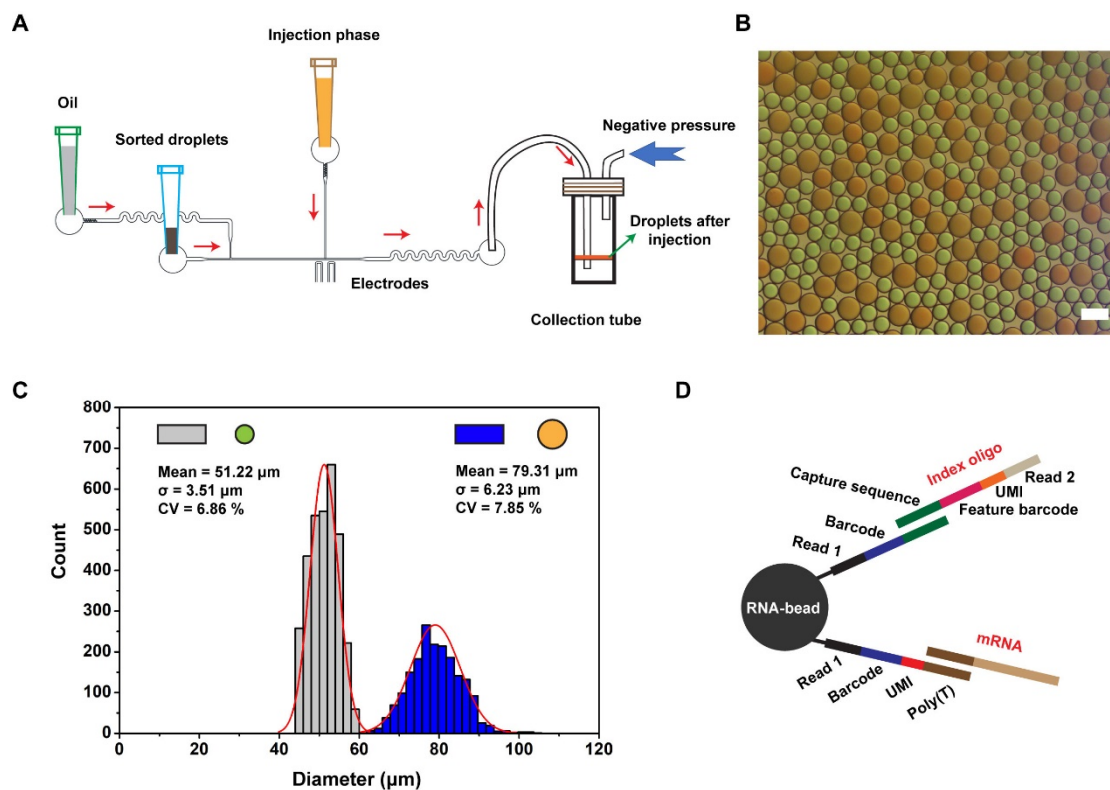 A
Injection phase
Oil
Sorted droplets
Negative pressure
Droplets after
injection
Electrodes
Collection tube
B
C
800
700
600
500
400
300
200
100
0
Count
0
20
40
60
80
100
120
Diameter (µm)
Mean = 51.22 µm
σ = 3.51 µm
CV = 6.86 %
Mean = 79.31 µm
σ = 6.23 µm
CV = 7.85 %
D
Capture sequence
Index oligo
Read 2
UMI
Feature barcode
Barcode
Read 1
RNA-bead
mRNA
Read 1
Barcode
UMI
Poly(T)